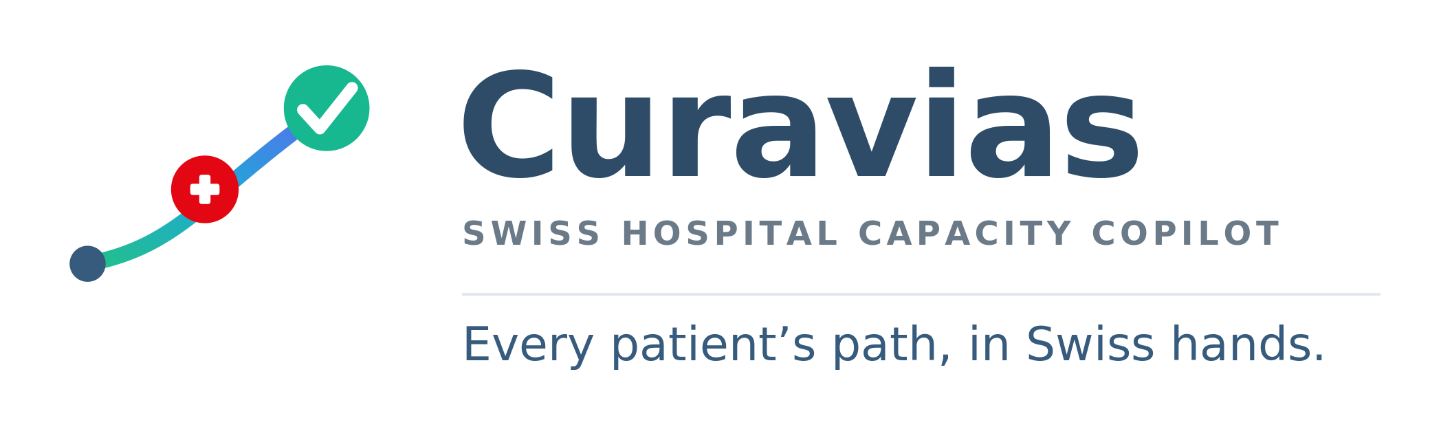 Curavias
SWISS HOSPITAL CAPACITY COPILOT
Every patient’s path, in Swiss hands.